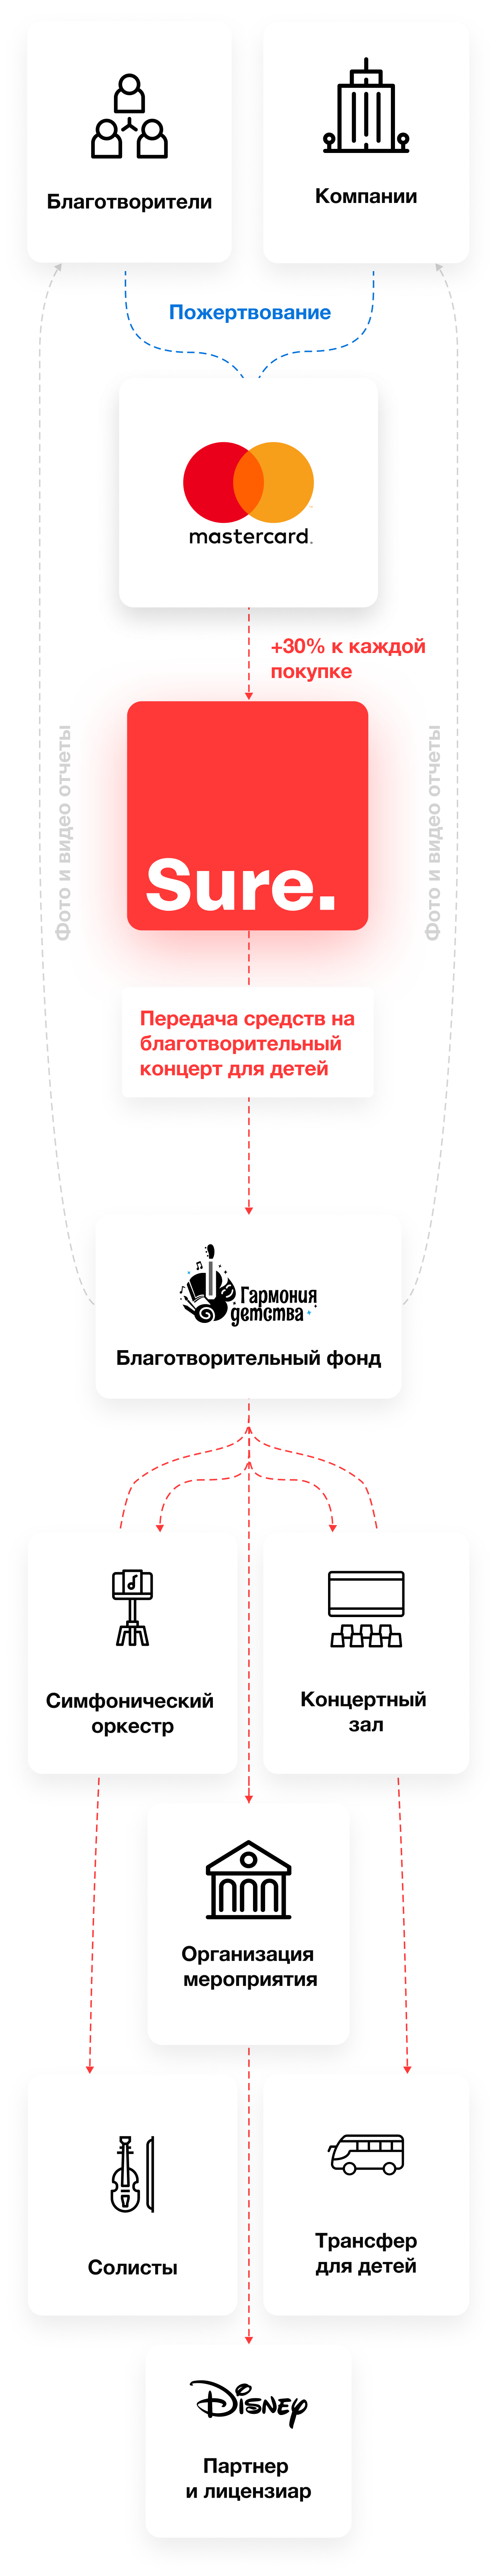 Благотворители
Компании
Пожертвование
mastercard.
+30% к каждой
покупке
Фото и видео отчеты
Фото и видео отчеты
Sure.
Передача средств на
благотворительный
концерт для детей
Гармония
детства
Благотворительный фонд
Симфонический
оркестр
Концертный
зал
Организация
мероприятия
Солисты
Трансфер
для детей
Disney
Партнер
и лицензиар